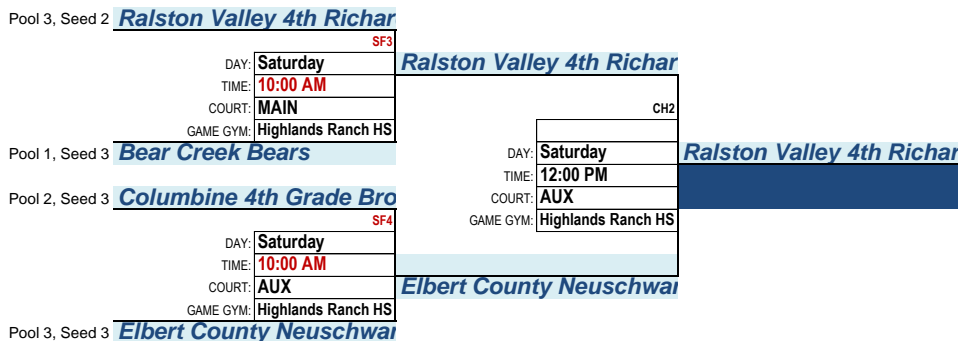 Pool 3, Seed 2 Ralston Valley 4th Richar
SF3
DAY: Saturday Ralston Valley 4th Richar
TIME: 10:00 AM
COURT: MAIN CH2
GAME GYM: Highlands Ranch HS
Pool 1, Seed 3 Bear Creek Bears DAY: Saturday Ralston Valley 4th Richar
TIME: 12:00 PM
Pool 2, Seed 3 Columbine 4th Grade Bro COURT: AUX
SF4 GAME GYM: Highlands Ranch HS
DAY: Saturday
TIME: 10:00 AM
COURT: AUX Elbert County Neuschwar
GAME GYM: Highlands Ranch HS
Pool 3, Seed 3 Elbert County Neuschwar